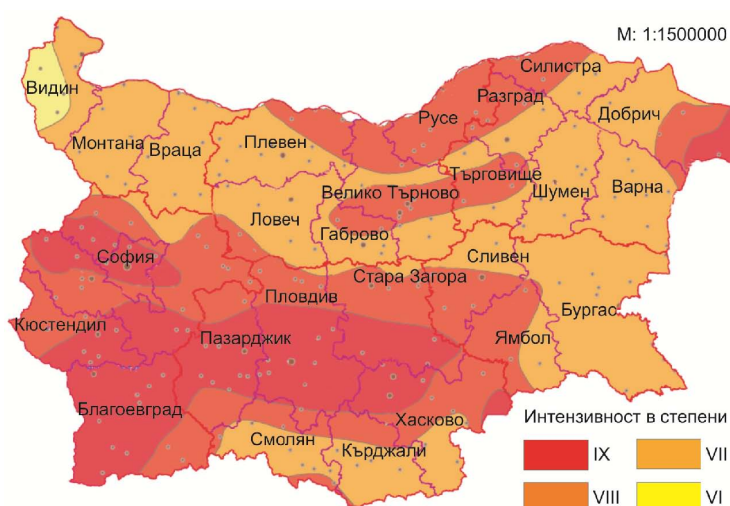 М: 1:1500000
Силистра
Видин
Разград
Добрич
Русе
Монтана
Враца
Плевен
Търговище
Велико Търново
Шумен
Варна
Ловеч
Габрово
София
Сливен
Стара Загора
Пловдив
Бургас
Кюстендил
Пазарджик
Ямбол
Благоевград
Хасково
Интензивност в степени
Смолян
Кърджали
IX
VII
VIII
VI